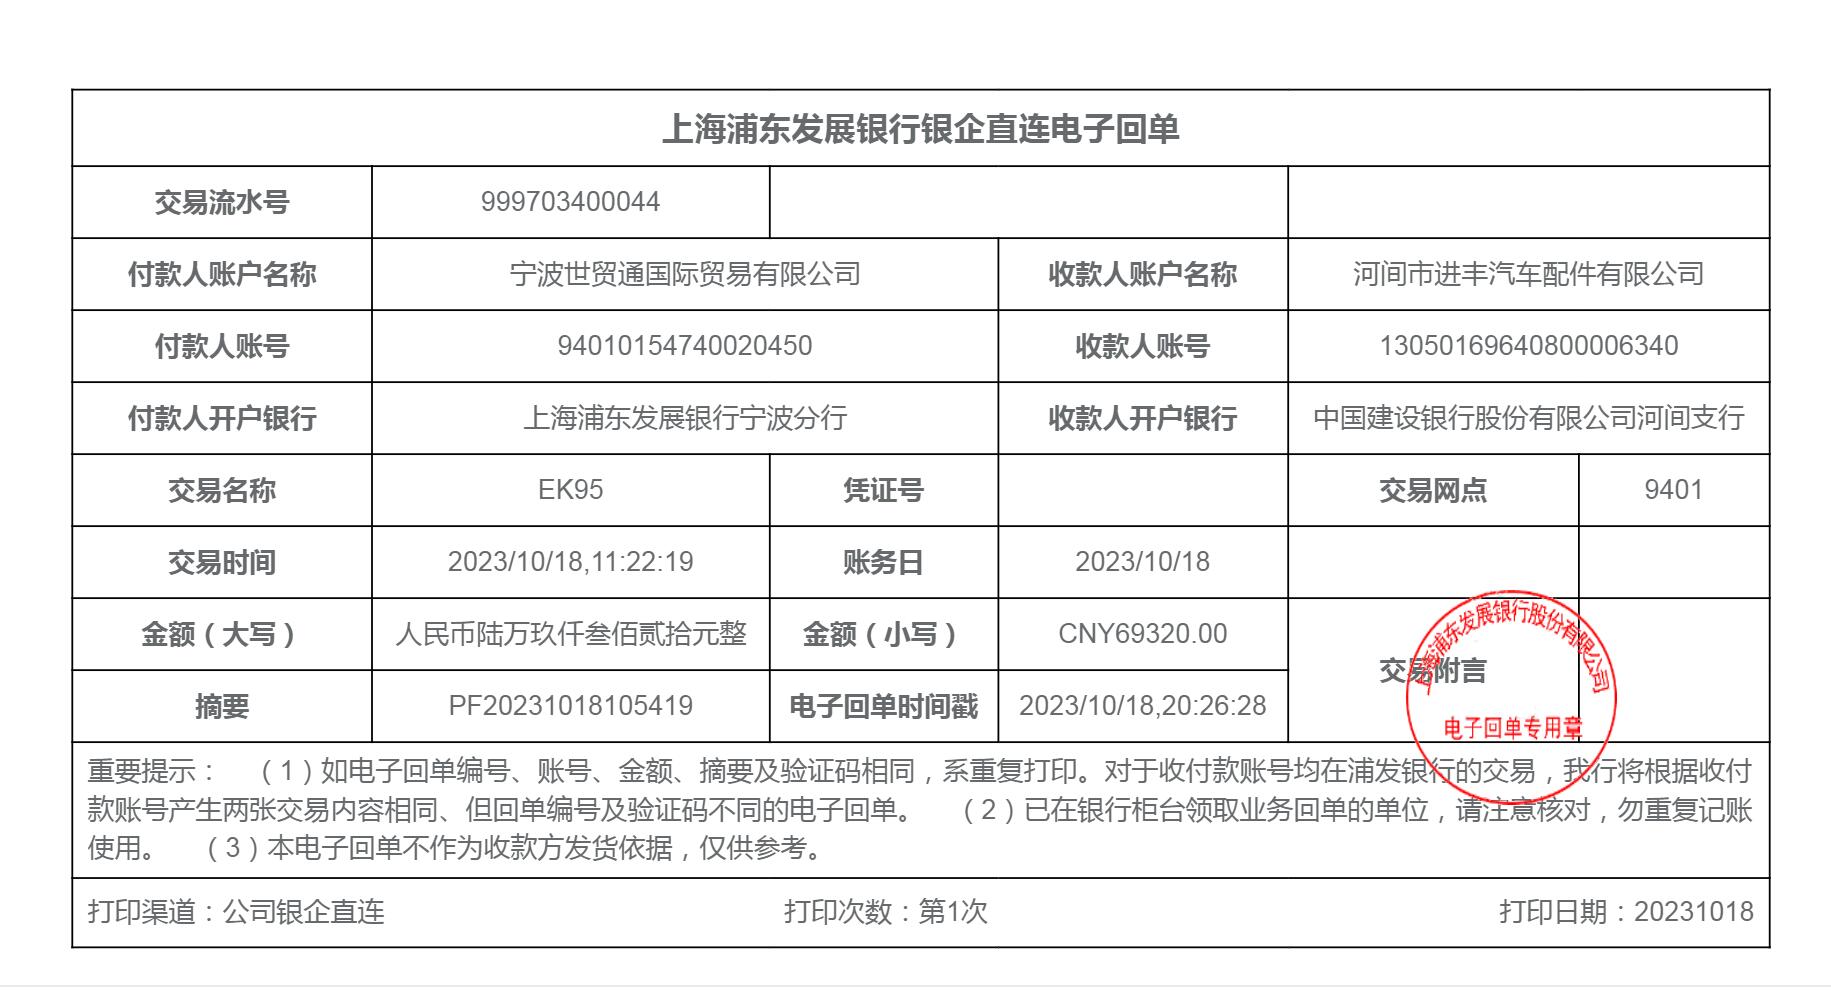 上海浦东发展银行银企直连电子回单
交易流水号 999703400044
付款人账户名称 宁波世贸通国际贸易有限公司 收款人账户名称 河间市进丰汽车配件有限公司
付款人账号 94010154740020450 收款人账号 13050169640800006340
付款人开户银行 上海浦东发展银行宁波分行 收款人开户银行 中国建设银行股份有限公司河间支行
交易名称 EK95 凭证号 交易网点 9401
交易时间 2023/10/18,11:22:19 账务日 2023/10/18
金额（大写） 人民币陆万玖仟叁佰贰拾元整 金额（小写） CNY69320.00
交易附言
摘要 PF20231018105419 电子回单时间戳 2023/10/18,20:26:28
上海浦东发展银行股份有限公司
电子回单专用章
重要提示： （1）如电子回单编号、账号、金额、摘要及验证码相同，系重复打印。对于收付款账号均在浦发银行的交易，我行将根据收付
款账号产生两张交易内容相同、但回单编号及验证码不同的电子回单。 （2）已在银行柜台领取业务回单的单位，请注意核对，勿重复记账
使用。 （3）本电子回单不作为收款方发货依据，仅供参考。
打印渠道：公司银企直连 打印次数：第1次 打印日期：20231018